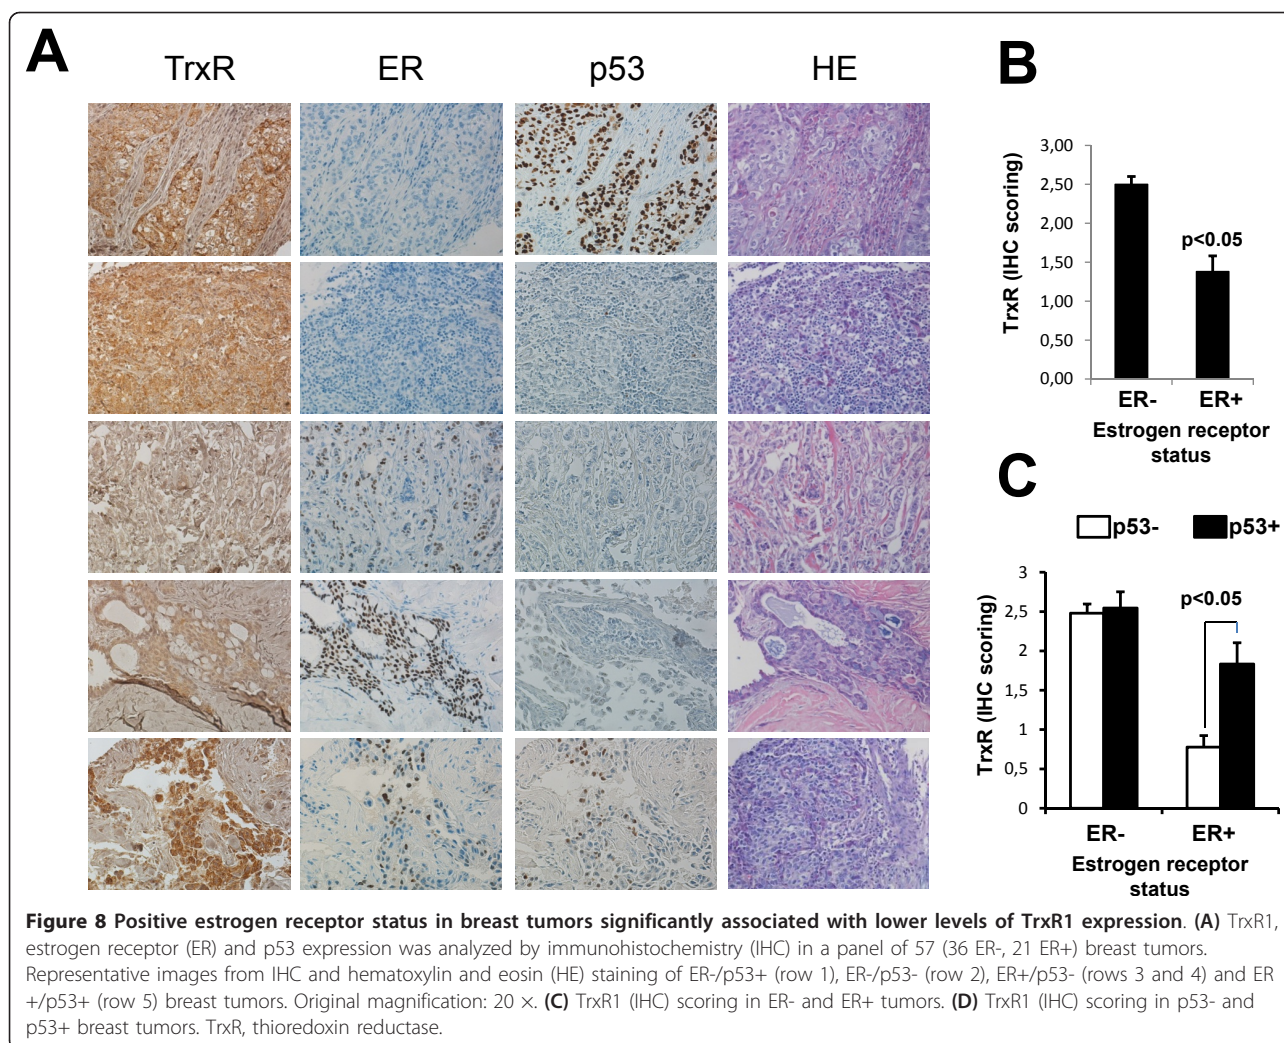 A
TrxR ER p53 HE
B
3,00
2,50
2,00
1,50
1,00
0,50
0,00
TrxR (IHC scoring)
p<0.05
ER- ER+
Estrogen receptor
status
C
p53- p53+
3
2,5
2
1,5
1
0,5
0
TrxR (IHC scoring)
p<0.05
ER- ER+
Estrogen receptor
status
Figure 8 Positive estrogen receptor status in breast tumors significantly associated with lower levels of TrxR1 expression. (A) TrxR1,
estrogen receptor (ER) and p53 expression was analyzed by immunohistochemistry (IHC) in a panel of 57 (36 ER-, 21 ER+) breast tumors.
Representative images from IHC and hematoxylin and eosin (HE) staining of ER-/p53+ (row 1), ER-/p53- (row 2), ER+/p53- (rows 3 and 4) and ER
+/p53+ (row 5) breast tumors. Original magnification: 20 ×. (C) TrxR1 (IHC) scoring in ER- and ER+ tumors. (D) TrxR1 (IHC) scoring in p53- and
p53+ breast tumors. TrxR, thioredoxin reductase.